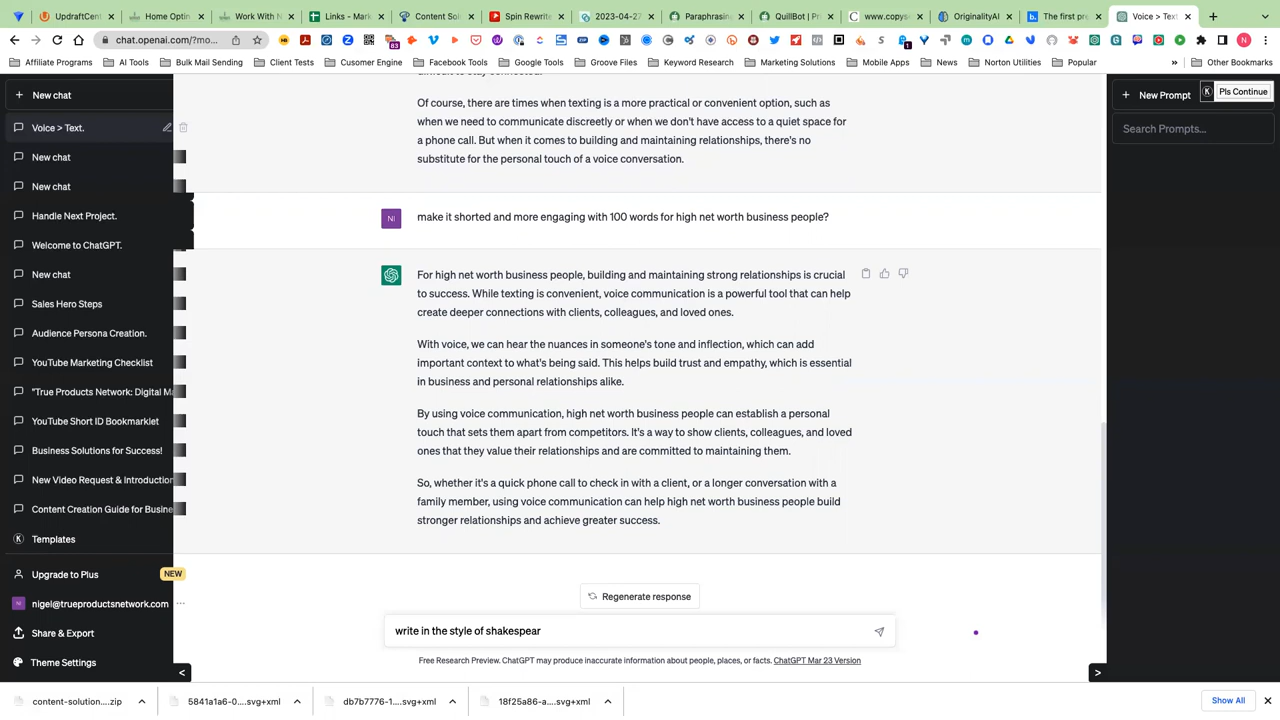 UpdraftCent
Home Optin
Work With N
Links - Mark
Content Solu
Spin Rewrite
2023-04-27
Paraphrasin
QuillBot | Pr
www.copys
OriginalityAI
The first pre
Voice > Text
chat.openai.com/?mo...
Affiliate Programs
AI Tools
Bulk Mail Sending
Client Tests
Cusomer Engine
Facebook Tools
Google Tools
Groove Files
Keyword Research
Marketing Solutions
Mobile Apps
News
Norton Utilities
Popular
Other Bookmarks
New chat
Voice > Text.
New chat
New chat
Handle Next Project.
Welcome to ChatGPT.
New chat
Sales Hero Steps
Audience Persona Creation.
YouTube Marketing Checklist
"True Products Network: Digital Ma
YouTube Short ID Bookmarklet
Business Solutions for Success!
New Video Request & Introduction
Content Creation Guide for Busine
Templates
Upgrade to Plus
NEW
nigel@trueproductsnetwork.com
Share & Export
Theme Settings
difficult to stay connected.
Of course, there are times when texting is a more practical or convenient option, such as
when we need to communicate discreetly or when we don't have access to a quiet space for
a phone call. But when it comes to building and maintaining relationships, there's no
substitute for the personal touch of a voice conversation.
NI
make it shorted and more engaging with 100 words for high net worth business people?
For high net worth business people, building and maintaining strong relationships is crucial
to success. While texting is convenient, voice communication is a powerful tool that can help
create deeper connections with clients, colleagues, and loved ones.
With voice, we can hear the nuances in someone's tone and inflection, which can add
important context to what's being said. This helps build trust and empathy, which is essential
in business and personal relationships alike.
By using voice communication, high net worth business people can establish a personal
touch that sets them apart from competitors. It's a way to show clients, colleagues, and loved
ones that they value their relationships and are committed to maintaining them.
So, whether it's a quick phone call to check in with a client, or a longer conversation with a
family member, using voice communication can help high net worth business people build
stronger relationships and achieve greater success.
Regenerate response
write in the style of shakespear
Free Research Preview. ChatGPT may produce inaccurate information about people, places, or facts. ChatGPT Mar 23 Version
New Prompt
Pls Continue
Search Prompts...
content-solution....zip
5841a1a6-0....svg+xml
db7b7776-1....svg+xml
18f25a86-a....svg+xml
Show All